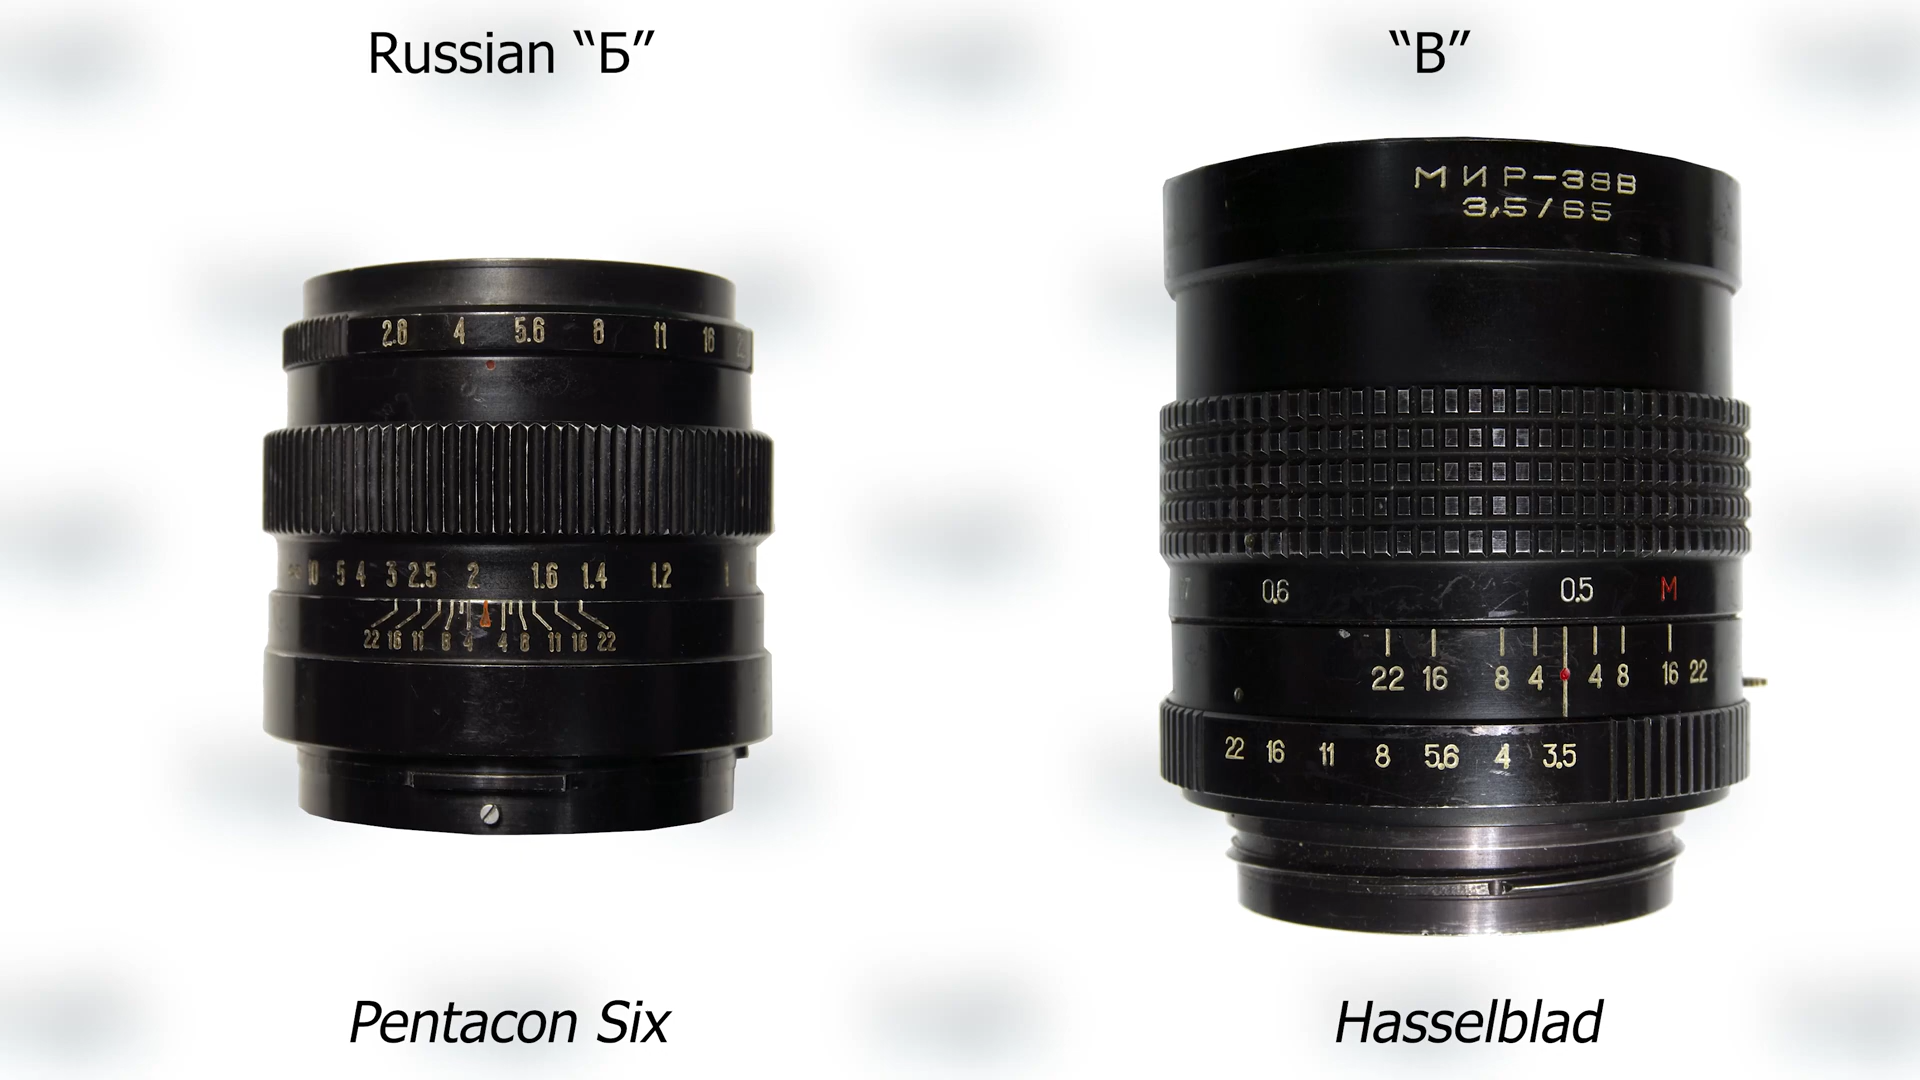 Russian “Б”
“В”
МИР-38В
3,5/65
2.8 4 5.6 8 11 16 22
∞ 10 5 4 3 2.5 2 1.6 1.4 1.2 1
22 16 11 8 4 4 8 11 16 22
0.6 0.5 М
22 16 8 4 4 8 16 22
22 16 11 8 5.6 4 3.5
Pentacon Six
Hasselblad